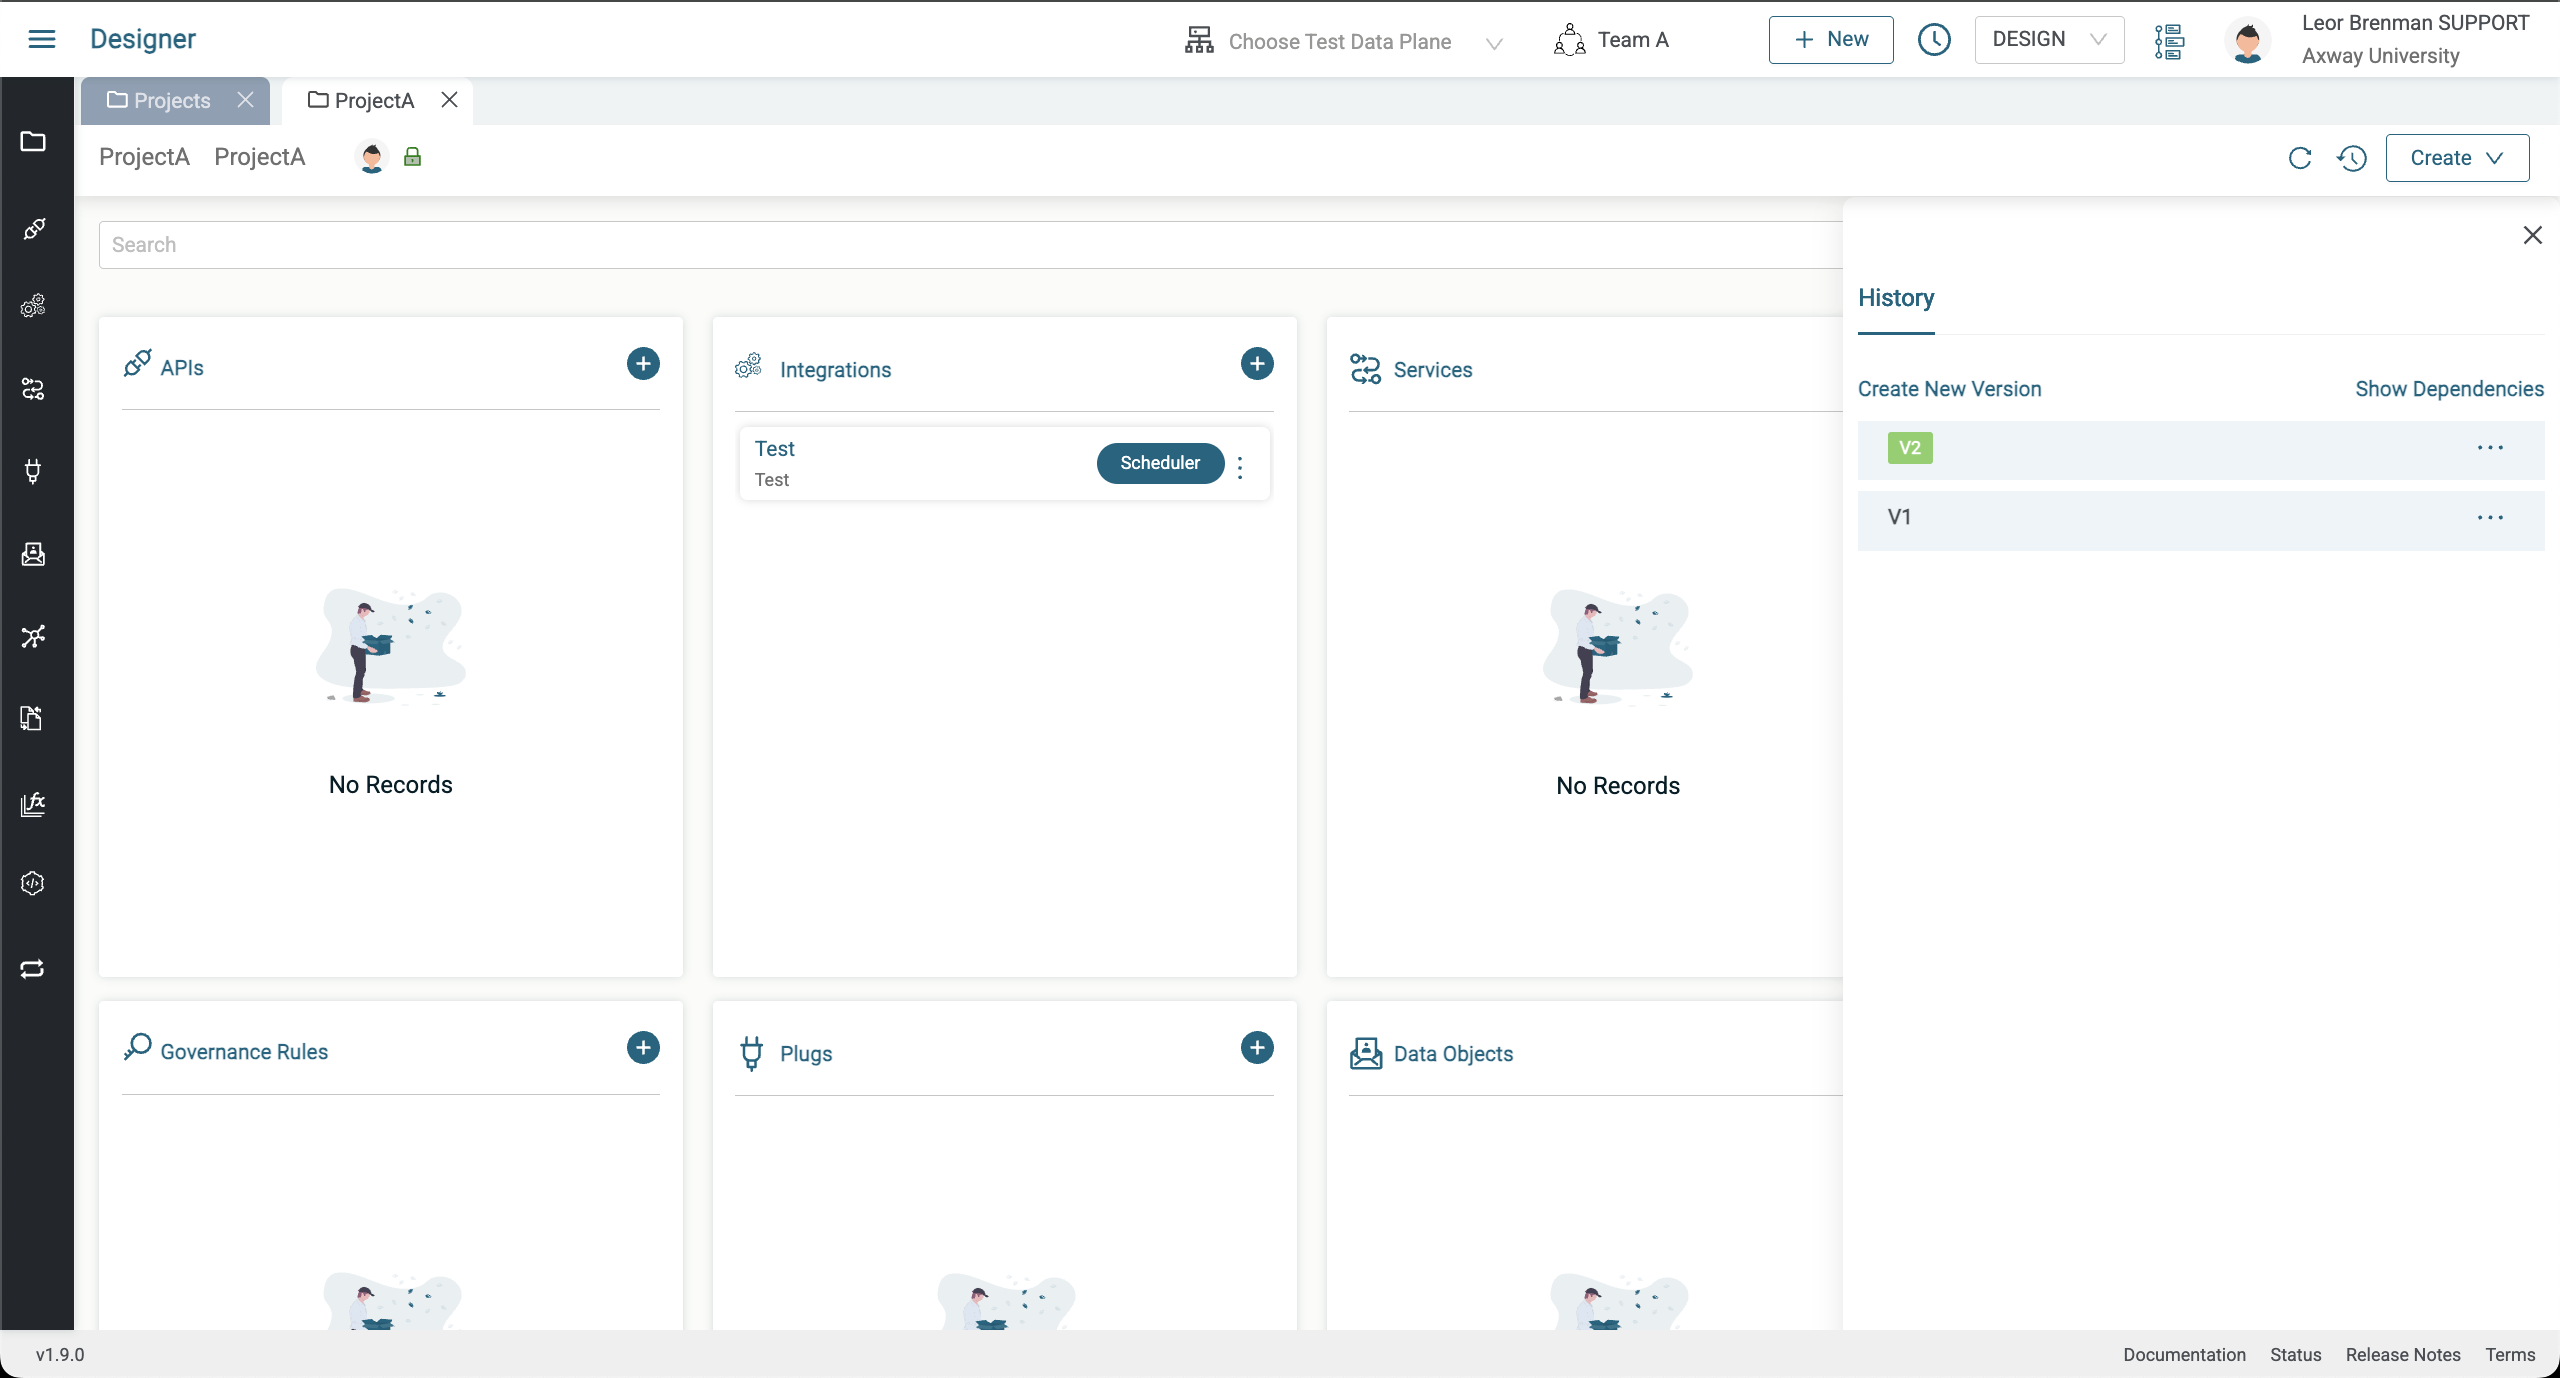 Designer
Choose Test Data Plane
Team A
New
DESIGN
Leor Brenman SUPPORT
Axway University
Projects
ProjectA
ProjectA ProjectA
Create
Search
History
Create New Version
Show Dependencies
V2
V1
APIs
No Records
Integrations
Test
Test
Scheduler
Services
No Records
Governance Rules
Plugs
Data Objects
v1.9.0
Documentation
Status
Release Notes
Terms